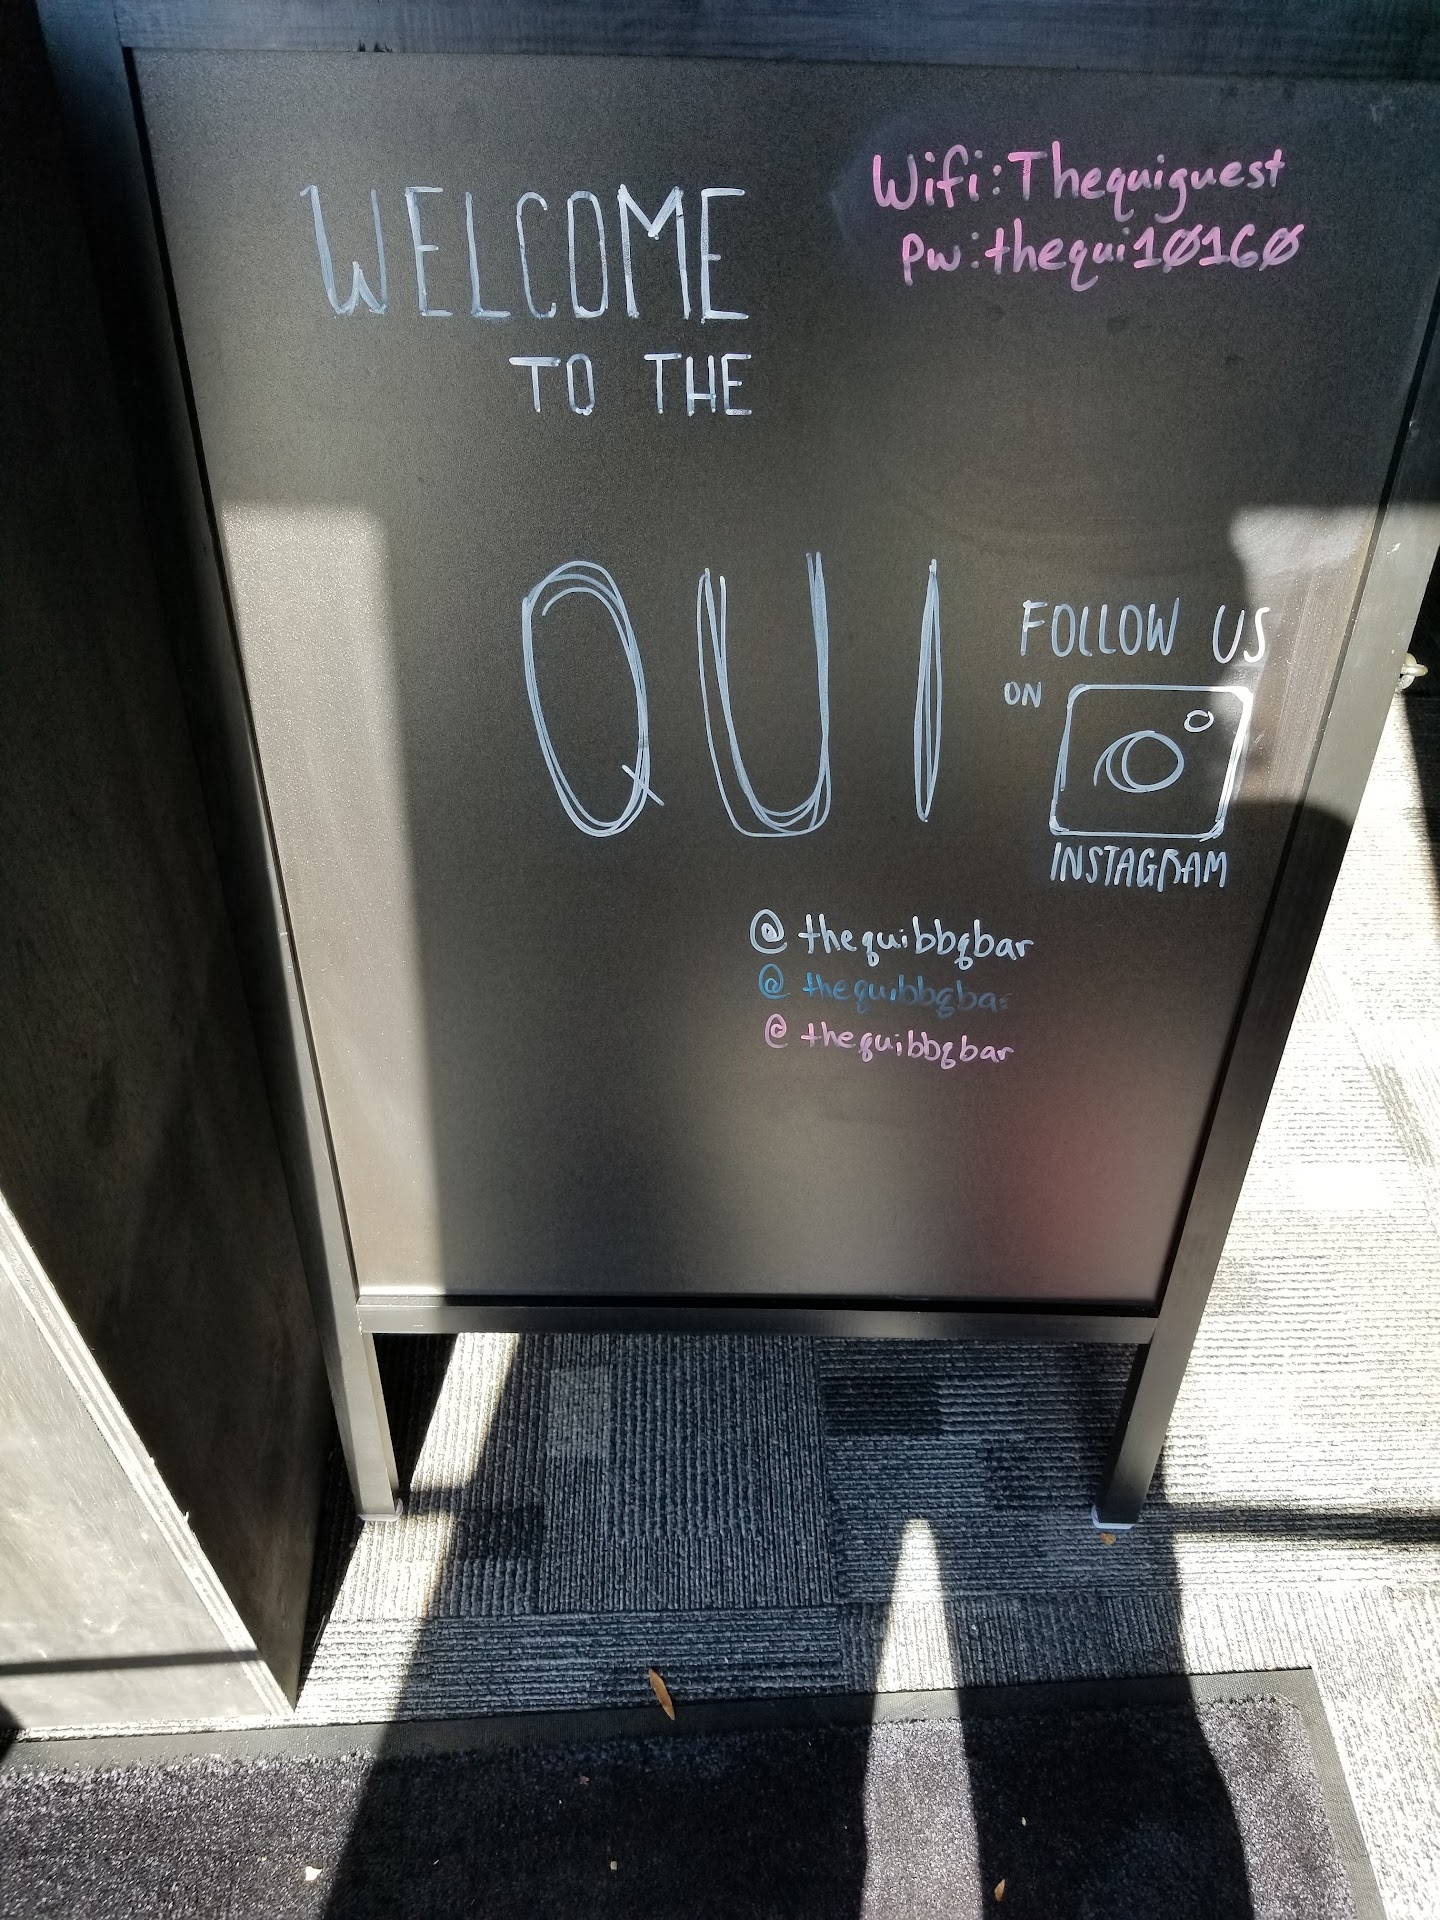 Wifi: Thequiguest
pw: thequi10160
WELCOME
TO THE
QUI
FOLLOW US
ON
INSTAGRAM
@thequibbqbar
@thequibbqbar
@thequibbqbar